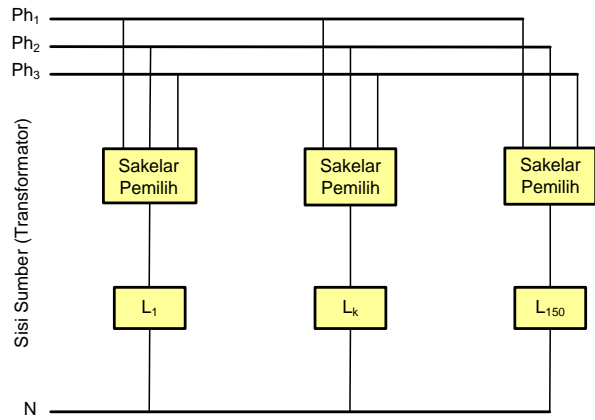 Ph₁
Ph₂
Ph₃
Sisi Sumber (Transformator)
Sakelar
Pemilih
Sakelar
Pemilih
Sakelar
Pemilih
L₁
Lₖ
L₁₅₀
N